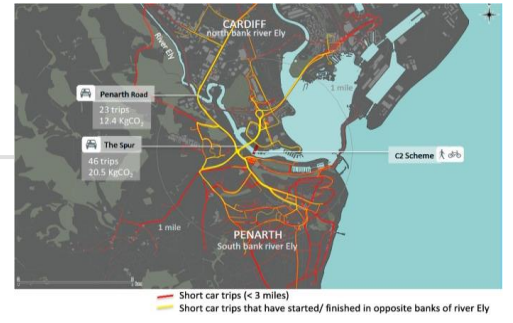 CARDIFF
north bank river Ely
River Ely
1 mile
Penarth Road
23 trips
12.4 KgCO2
The Spur
46 trips
20.5 KgCO2
C2 Scheme
1 mile
PENARTH
South bank river Ely
Short car trips (< 3 miles)
Short car trips that have started/ finished in opposite banks of river Ely